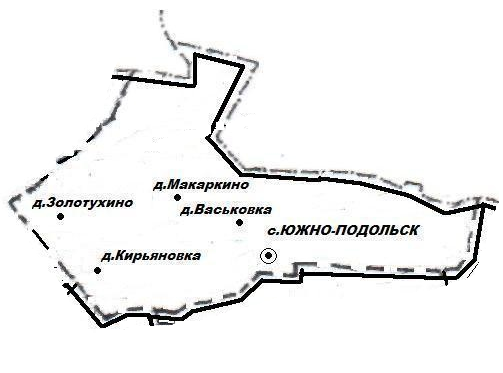 д.Макаркино
д.Золотухино
д.Васьковка
с.ЮЖНО-ПОДОЛЬСК
д.Кирьяновка